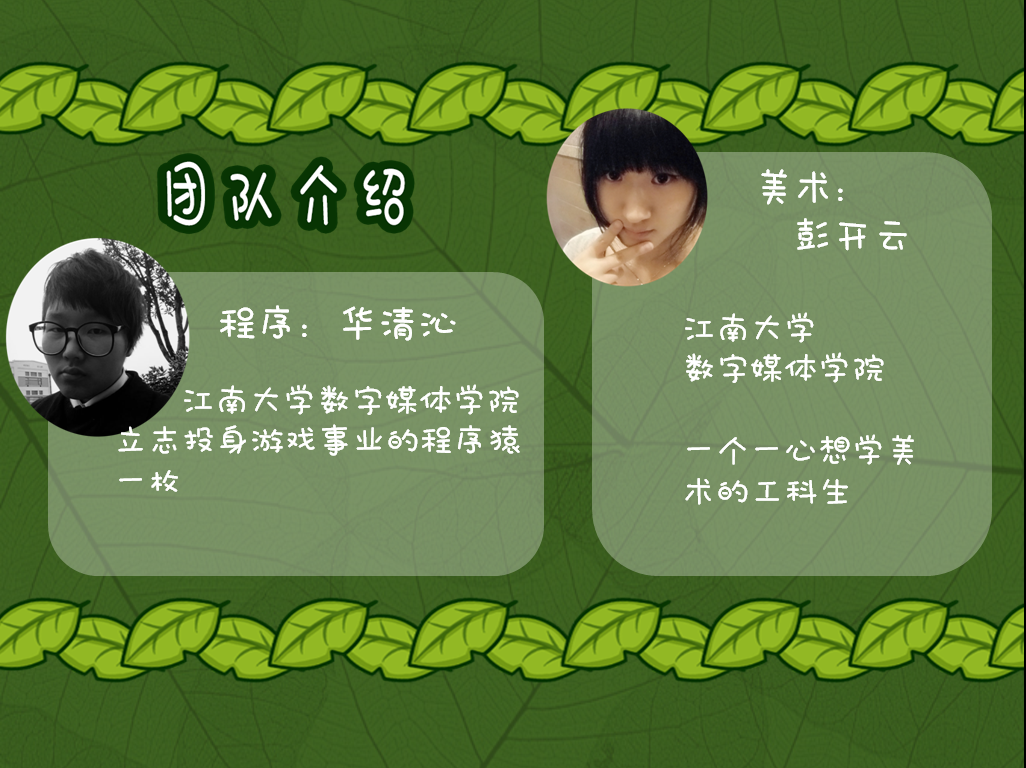 团队介绍
程序：华清沁
江南大学数字媒体学院
立志投身游戏事业的程序猿
一枚
美术：
彭开云
江南大学
数字媒体学院
一个一心想学美
术的工科生